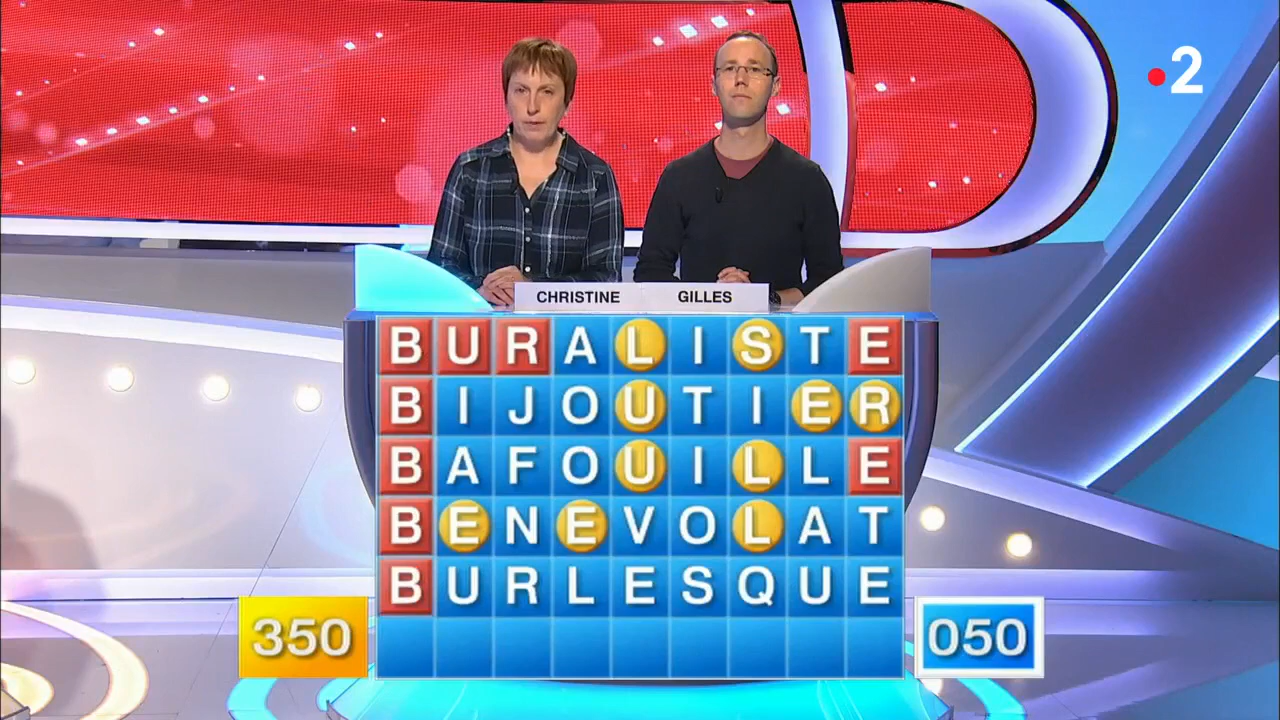 2
CHRISTINE GILLES
BURALISTE
BIJOUTIER
BAFOUILLE
BENEVOLAT
BURLESQUE
350
050